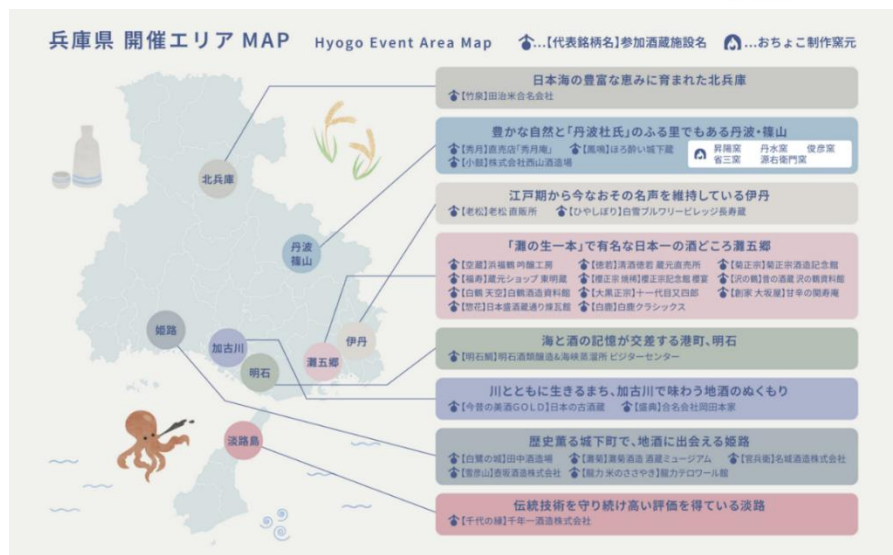 兵庫県 開催エリア MAP Hyogo Event Area Map …【代表銘柄名】参加酒蔵施設名 …おちょこ制作窯元
日本海の豊富な恵みに育まれた北兵庫
【竹泉】田治米合名会社
豊かな自然と「丹波杜氏」のふる里でもある丹波・篠山
【秀月】直売店「秀月庵」 【鳳鳴】ほろ酔い城下蔵
【小鼓】株式会社西山酒造場
昇陽窯 丹水窯 俊彦窯
省三窯 源右衛門窯
江戸期から今なおその名声を維持している伊丹
【老松】老松 直販所 【ひやしぼり】白雪ブルワリービレッジ長寿蔵
「灘の生一本」で有名な日本一の酒どころ灘五郷
【空蔵】浜福鶴 吟醸工房 【徳若】清酒徳若 蔵元直売所 【菊正宗】菊正宗酒造記念館
【福寿】蔵元ショップ 東明蔵 【櫻正宗 焼稀】櫻正宗記念館 櫻宴 【沢の鶴】昔の酒蔵 沢の鶴資料館
【白鶴 天空】白鶴酒造資料館 【大黒正宗】十一代目又四郎 【創家 大坂屋】甘辛の関寿庵
【惣花】日本盛酒蔵通り煉瓦館 【白鹿】白鹿クラシックス
海と酒の記憶が交差する港町、明石
【明石鯛】明石酒類醸造&海峡蒸溜所 ビジターセンター
川とともに生きるまち、加古川で味わう地酒のぬくもり
【今昔の美酒GOLD】日本の古酒蔵 【盛典】合名会社岡田本家
歴史薫る城下町で、地酒に出会える姫路
【白鷺の城】田中酒造場 【灘菊】灘菊酒造 酒蔵ミュージアム 【官兵衛】名城酒造株式会社
【雪彦山】壺坂酒造株式会社 【龍力 米のささやき】龍力テロワール館
伝統技術を守り続け高い評価を得ている淡路
【千代の縁】千年一酒造株式会社
北兵庫
丹波
篠山
姫路
加古川
明石
灘五郷
伊丹
淡路島